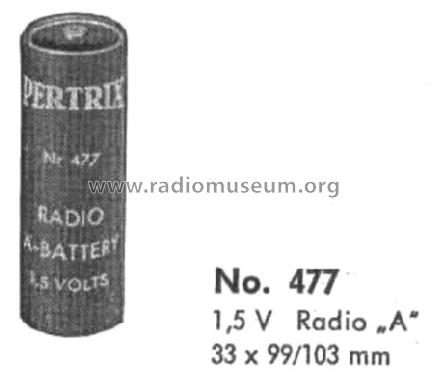 PERTRIX
Nr. 477
www.radiomuseum.org
RADIO
A-BATTERY
1,5 VOLTS
No. 477
1,5 V Radio „A“
33 x 99/103 mm